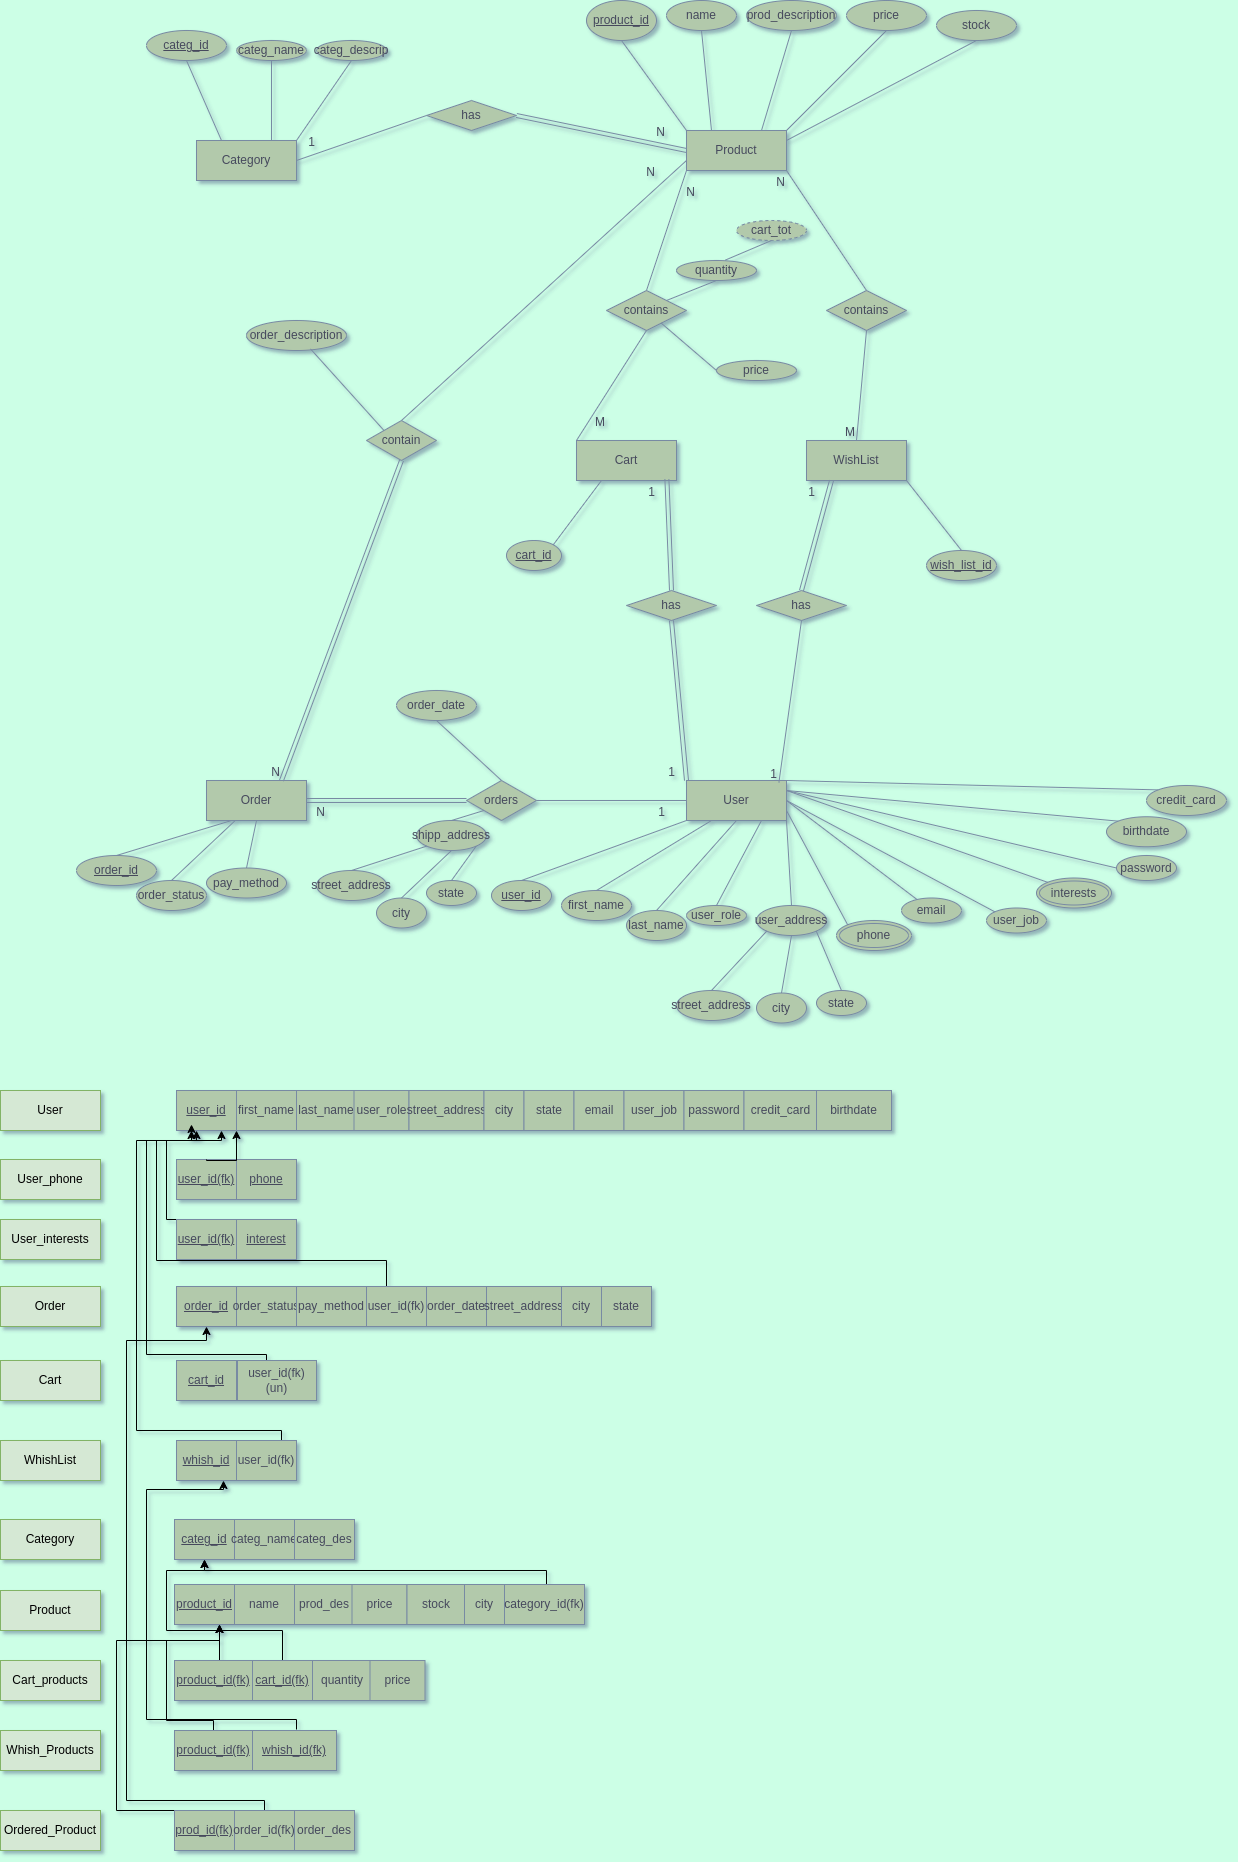 product_id
name
prod_description
price
stock
categ_id
categ_name
categ_descrip
has
1
N
Category
Product
N
N
N
cart_tot
quantity
contains
contains
order_description
price
contain
M
M
Cart
WishList
1
1
cart_id
wish_list_id
has
has
order_date
N
1
1
Order
orders
User
credit_card
N
1
birthdate
shipp_address
order_id
order_status
pay_method
street_address
city
state
user_id
first_name
last_name
user_role
user_address
phone
email
user_job
interests
password
street_address
city
state
User
user_id
first_name
last_name
user_role
street_address
city
state
email
user_job
password
credit_card
birthdate
User_phone
user_id(fk)
phone
User_interests
user_id(fk)
interest
Order
order_id
order_status
pay_method
user_id(fk)
order_date
street_address
city
state
Cart
cart_id
user_id(fk)
(un)
WhishList
whish_id
user_id(fk)
Category
categ_id
categ_name
categ_des
Product
product_id
name
prod_des
price
stock
city
category_id(fk)
Cart_products
product_id(fk)
cart_id(fk)
quantity
price
Whish_Products
product_id(fk)
whish_id(fk)
Ordered_Product
prod_id(fk)
order_id(fk)
order_des